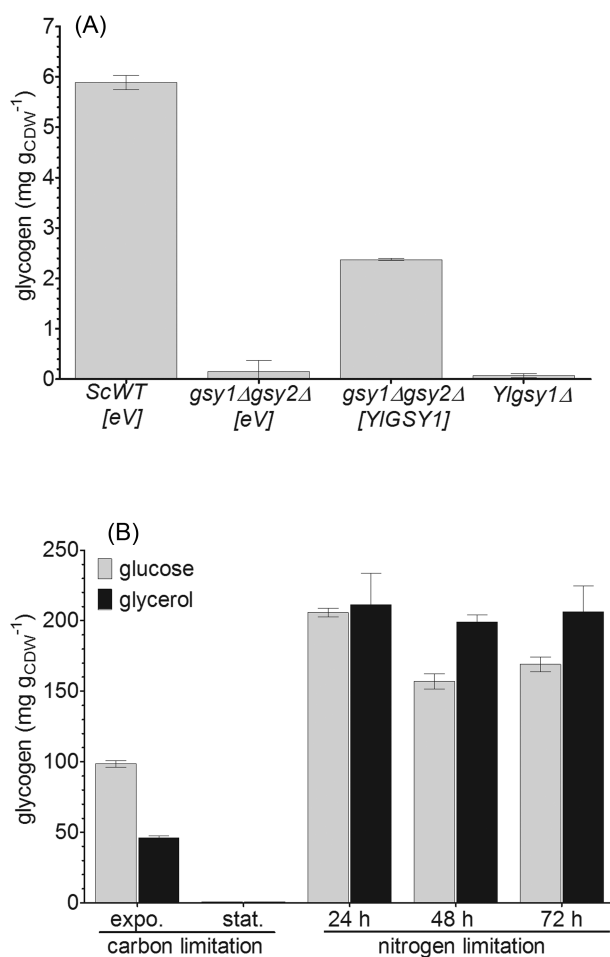 (A)
glycogen (mg gCDW⁻¹)
6
5
4
3
2
1
0
ScWT gsy1Δgsy2Δ gsy1Δgsy2Δ Ylgsy1Δ
[eV] [eV] [YlGSY1]
(B)
glycogen (mg gCDW⁻¹)
250
200
150
100
50
0
glucose
glycerol
expo. stat. 24 h 48 h 72 h
carbon limitation nitrogen limitation